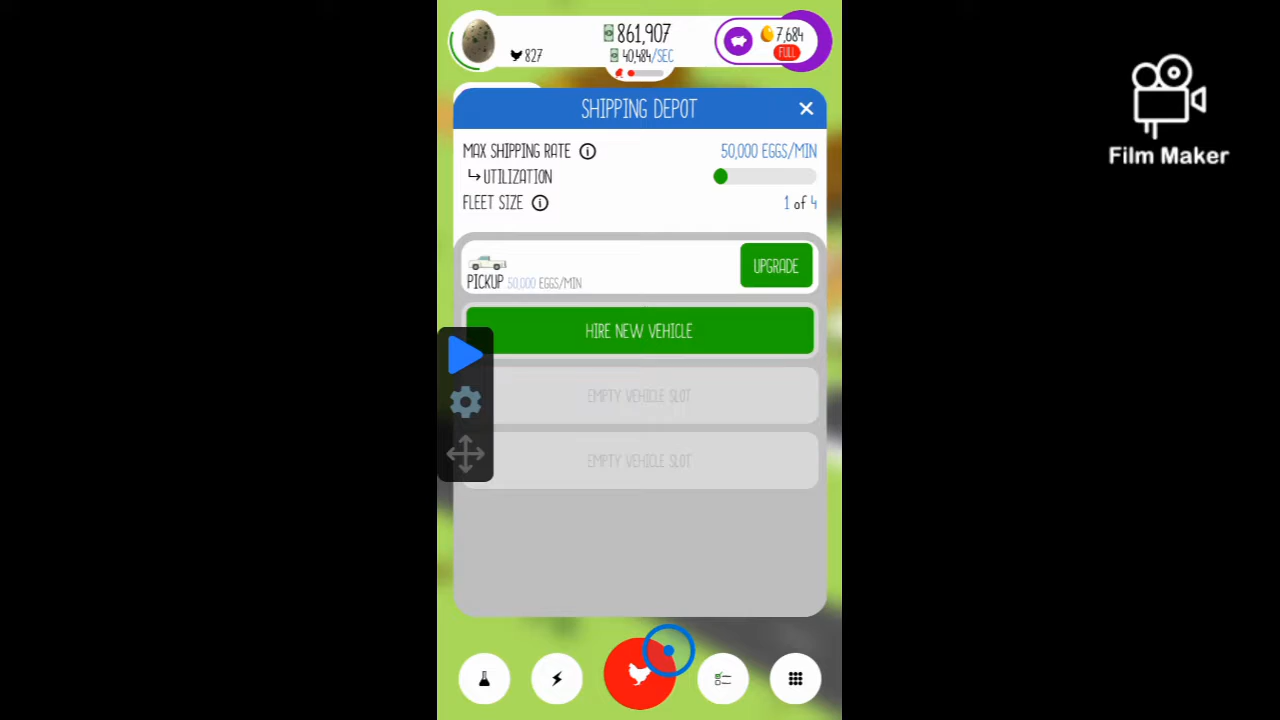 861,907
827
40,484/SEC
7,684
FULL
SHIPPING DEPOT
MAX SHIPPING RATE 50,000 EGGS/MIN
UTILIZATION
FLEET SIZE 1 of 4
PICKUP 50,000 EGGS/MIN
UPGRADE
HIRE NEW VEHICLE
EMPTY VEHICLE SLOT
EMPTY VEHICLE SLOT
Film Maker